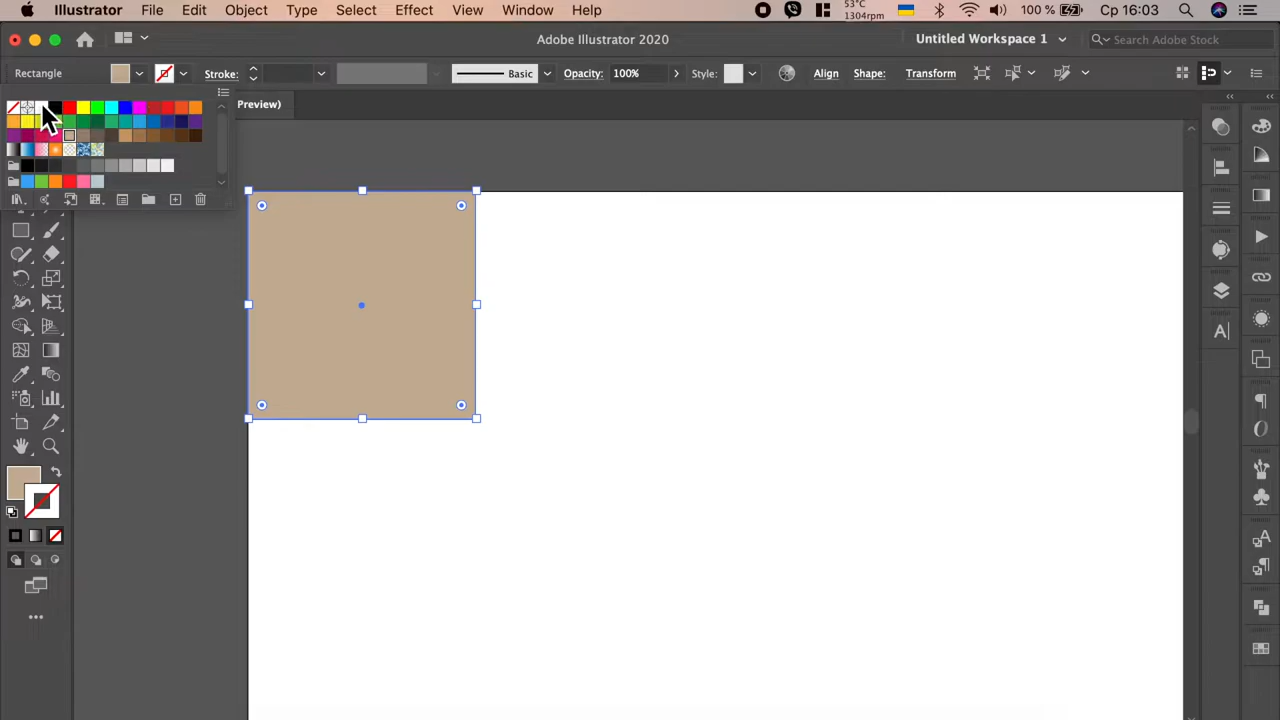 Illustrator File Edit Object Type Select Effect View Window Help 53°C 1304rpm 100 % Ср 16:03
Adobe Illustrator 2020 Untitled Workspace 1 Search Adobe Stock
Rectangle Stroke: Basic Opacity: 100% Style: Align Shape: Transform
Preview)